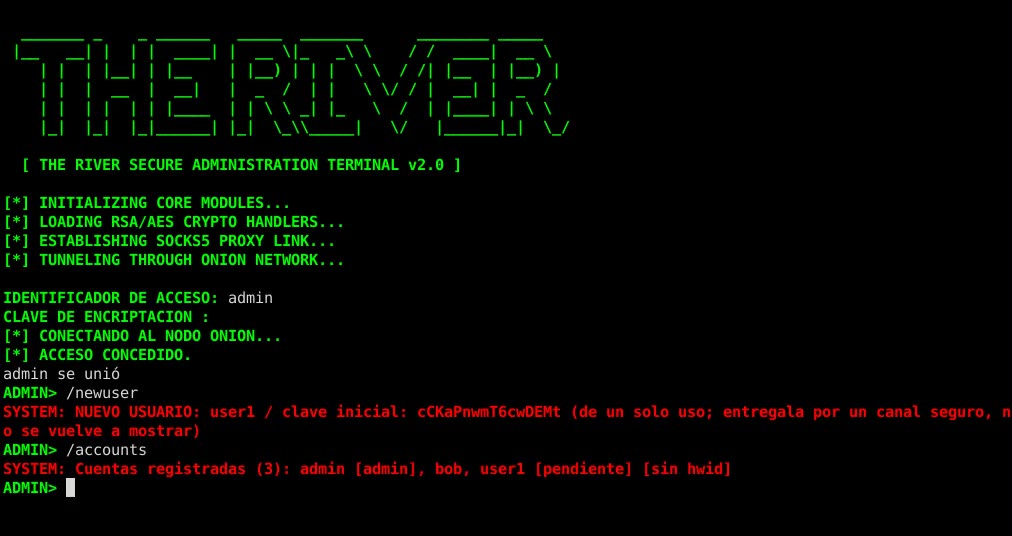 THE RIVER
[ THE RIVER SECURE ADMINISTRATION TERMINAL v2.0 ]
[*] INITIALIZING CORE MODULES...
[*] LOADING RSA/AES CRYPTO HANDLERS...
[*] ESTABLISHING SOCKS5 PROXY LINK...
[*] TUNNELING THROUGH ONION NETWORK...
IDENTIFICADOR DE ACCESO: admin
CLAVE DE ENCRIPTACION :
[*] CONECTANDO AL NODO ONION...
[*] ACCESO CONCEDIDO.
admin se unió
ADMIN> /newuser
SYSTEM: NUEVO USUARIO: user1 / clave inicial: cCKaPnwmT6cwDEMt (de un solo uso; entregala por un canal seguro, n
o se vuelve a mostrar)
ADMIN> /accounts
SYSTEM: Cuentas registradas (3): admin [admin], bob, user1 [pendiente] [sin hwid]
ADMIN>